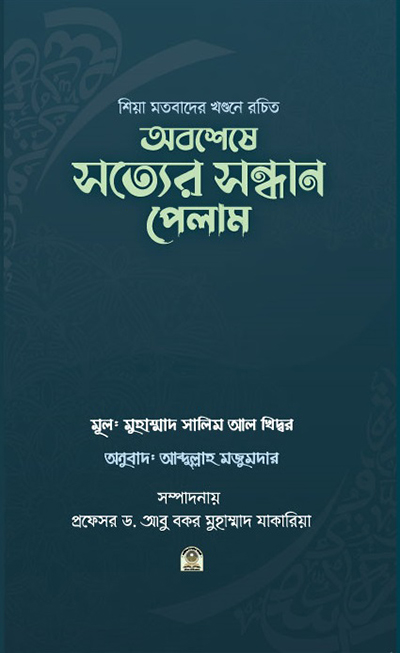 শিয়া মতবাদের খণ্ডনে রচিত
অবশেষে
সত্যের সন্ধান
পেলাম
মূল: মুহাম্মাদ সালিম আল খিদ্বর
অনুবাদ: আব্দুল্লাহ মজুমদার
সম্পাদনায়
প্রফেসর ড. আবু বকর মুহাম্মাদ যাকারিয়া